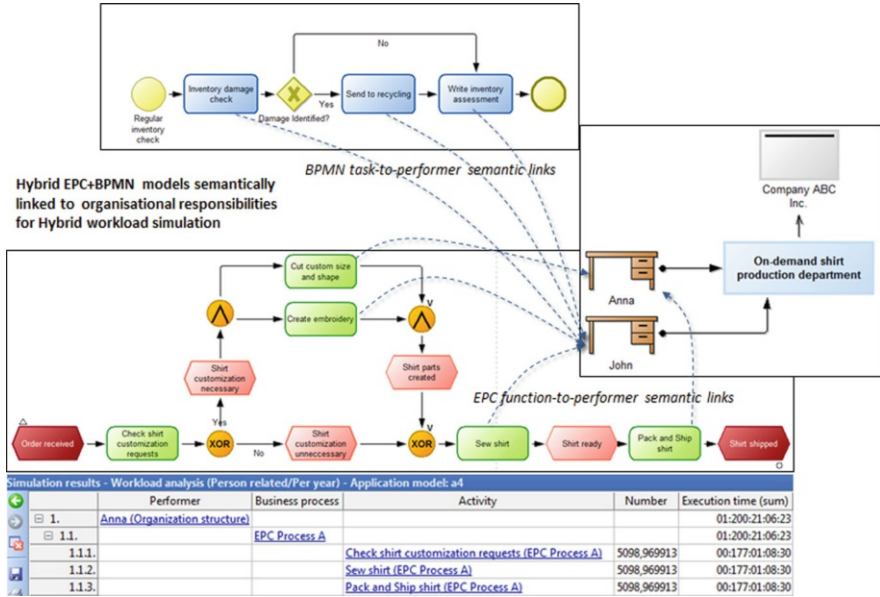 No
Inventory damage
check
Send to recycling
Write inventory
assessment
Yes
Damage Identified?
Regular
inventory
check
BPMN task-to-performer semantic links
Hybrid EPC+BPMN models semantically
linked to organisational responsibilities
for Hybrid workload simulation
Company ABC
Inc.
On-demand shirt
production department
Anna
John
Cut custom size
and shape
V
Create embroidery
Shirt
customization
necessary
Shirt parts
created
EPC function-to-performer semantic links
Yes
V
Order received
Check shirt
customization
requests
XOR
No
Shirt
customization
unneccessary
XOR
Sew shirt
Shirt ready
Pack and Ship
shirt
Shirt shipped
Simulation results - Workload analysis (Person related/Per year) - Application model: a4
Performer Business process Activity Number Execution time (sum)
1. Anna (Organization structure) 01:200:21:06:23
1.1. EPC Process A 01:200:21:06:23
1.1.1. Check shirt customization requests (EPC Process A) 5098,969913 00:177:01:08:30
1.1.2. Sew shirt (EPC Process A) 5098,969913 00:177:01:08:30
1.1.3. Pack and Ship shirt (EPC Process A) 5098,969913 00:177:01:08:30